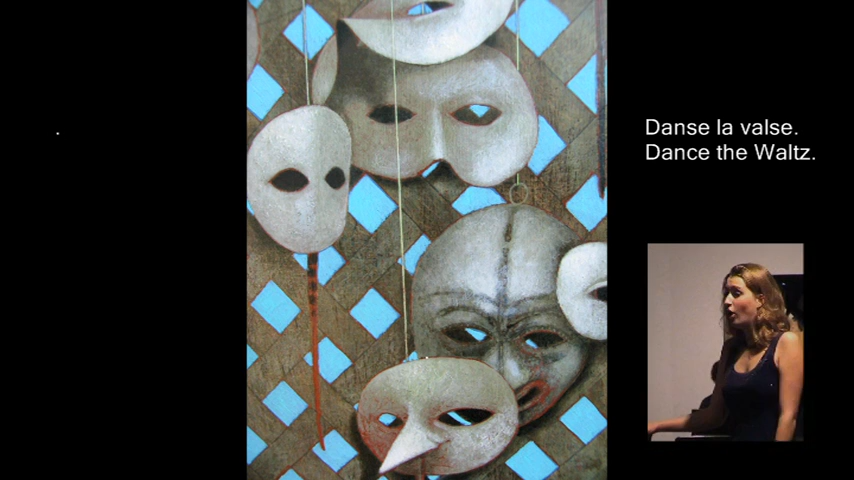 .
Danse la valse.
Dance the Waltz.